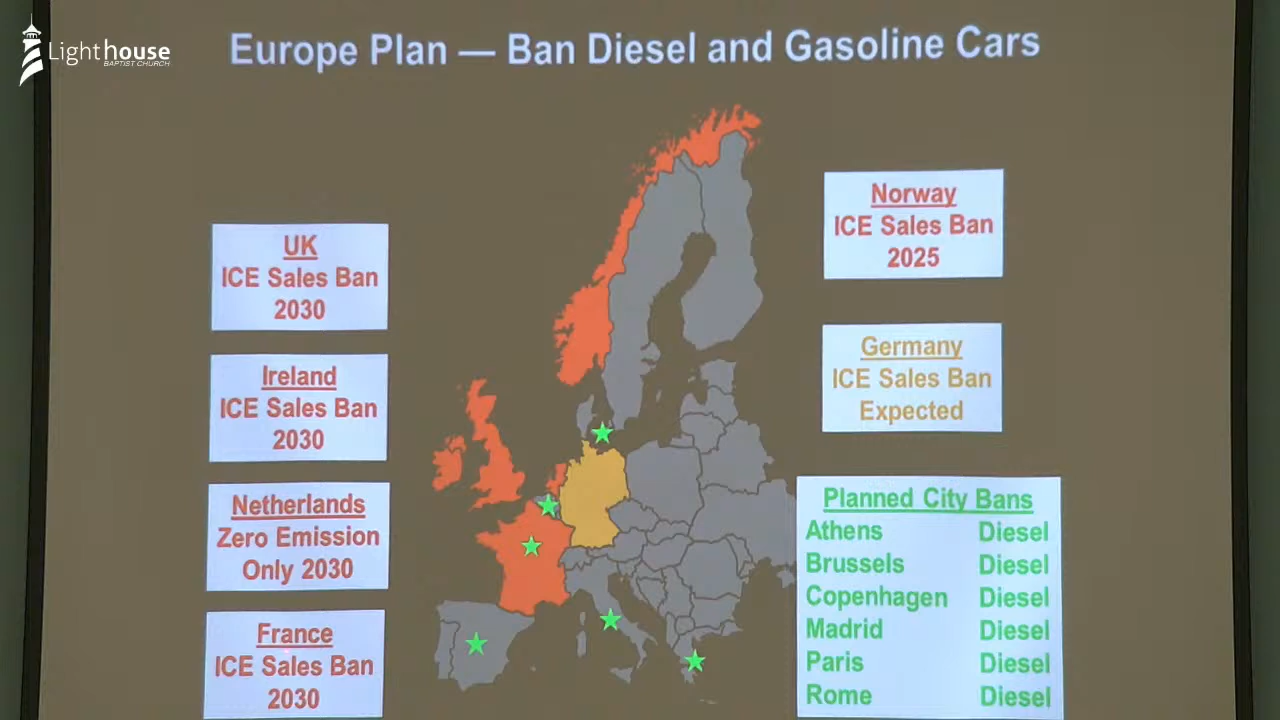 Lighthouse
BAPTIST CHURCH
Europe Plan — Ban Diesel and Gasoline Cars
UK
ICE Sales Ban
2030
Ireland
ICE Sales Ban
2030
Netherlands
Zero Emission
Only 2030
France
ICE Sales Ban
2030
Norway
ICE Sales Ban
2025
Germany
ICE Sales Ban
Expected
Planned City Bans
Athens Diesel
Brussels Diesel
Copenhagen Diesel
Madrid Diesel
Paris Diesel
Rome Diesel